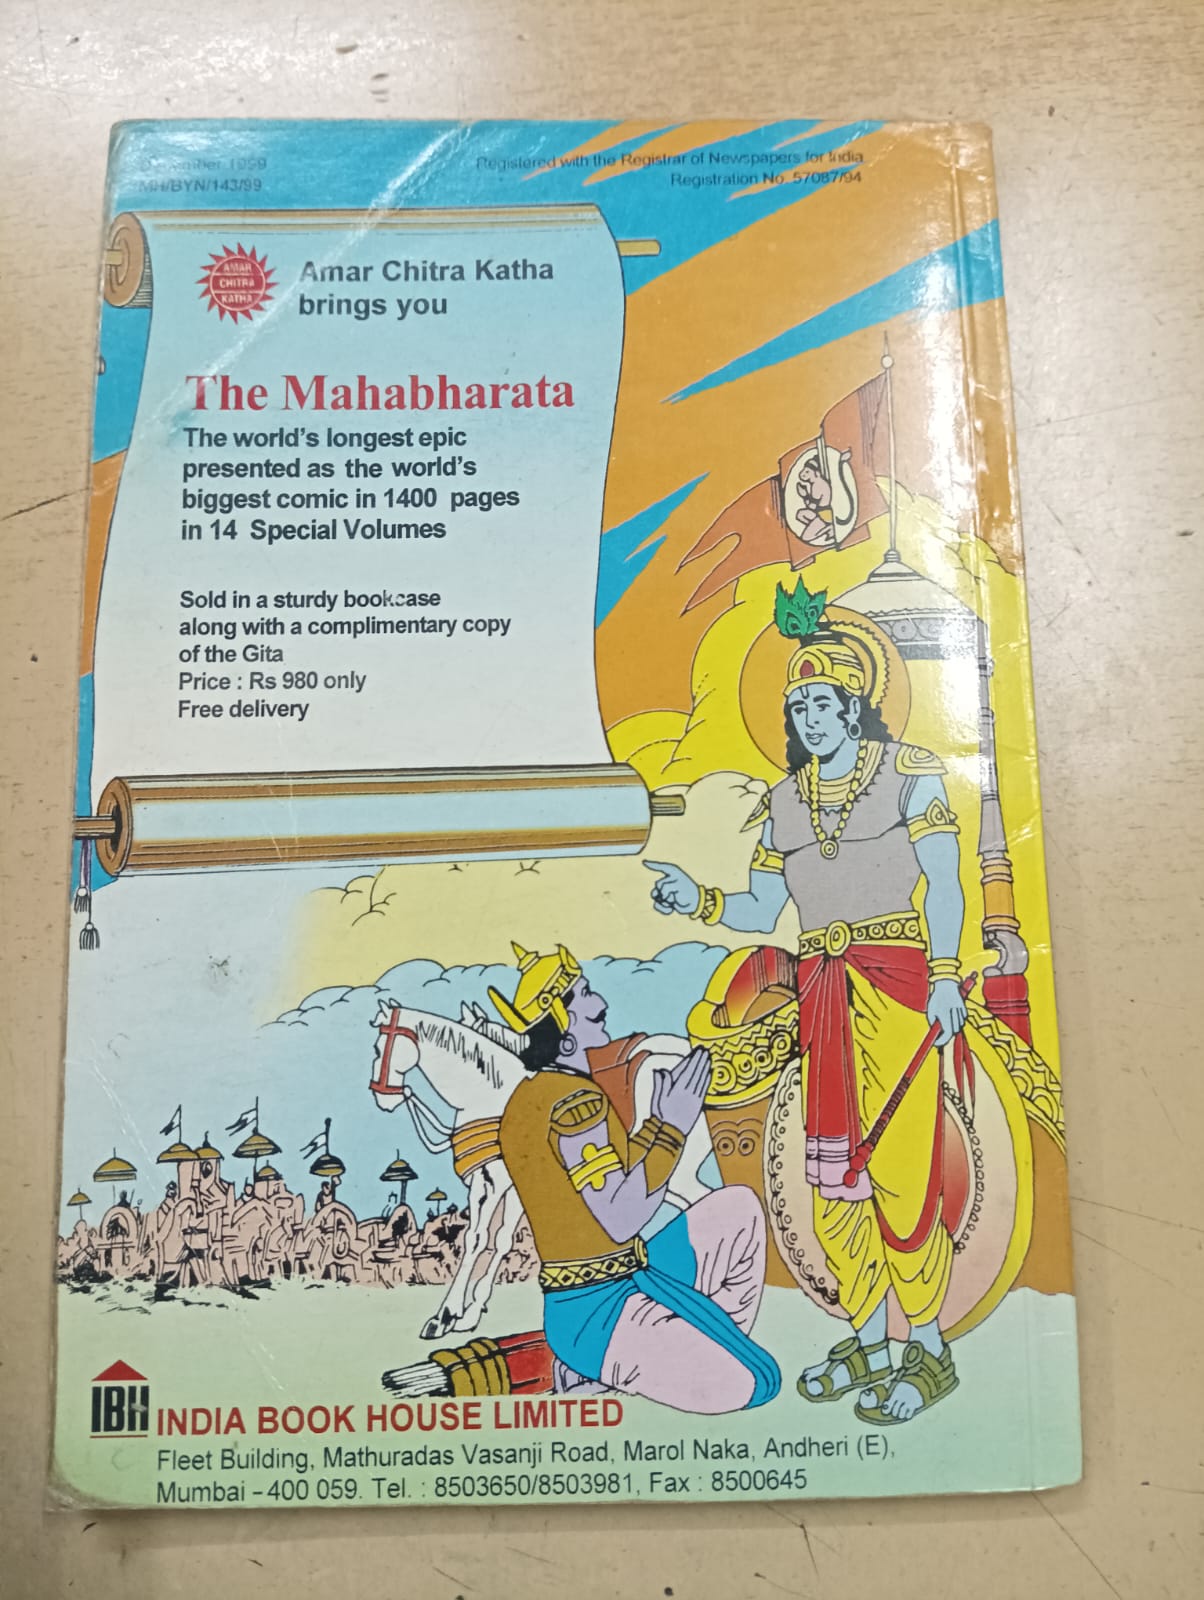 December 1999
MH/BYN/143/99
Registered with the Registrar of Newspapers for India
Registration No. 57087/94
AMAR
CHITRA
KATHA
Amar Chitra Katha
brings you
The Mahabharata
The world's longest epic
presented as the world's
biggest comic in 1400 pages
in 14 Special Volumes
Sold in a sturdy bookcase
along with a complimentary copy
of the Gita
Price : Rs 980 only
Free delivery
IBH
INDIA BOOK HOUSE LIMITED
Fleet Building, Mathuradas Vasanji Road, Marol Naka, Andheri (E),
Mumbai – 400 059. Tel. : 8503650/8503981, Fax : 8500645